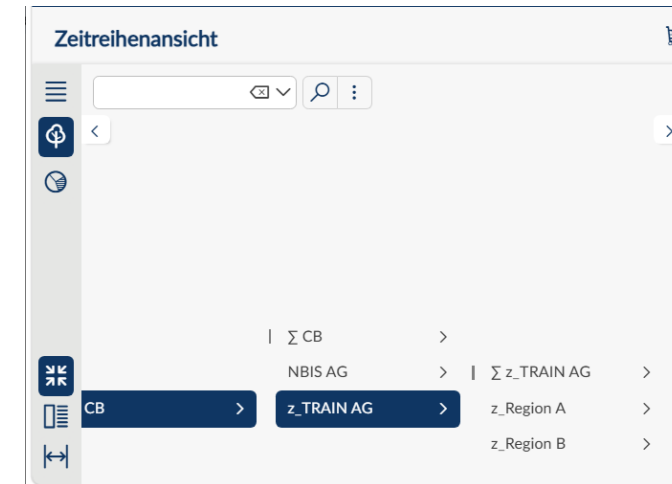 Zeitreihenansicht
∑ CB
NBIS AG
∑ z_TRAIN AG
CB
z_TRAIN AG
z_Region A
z_Region B